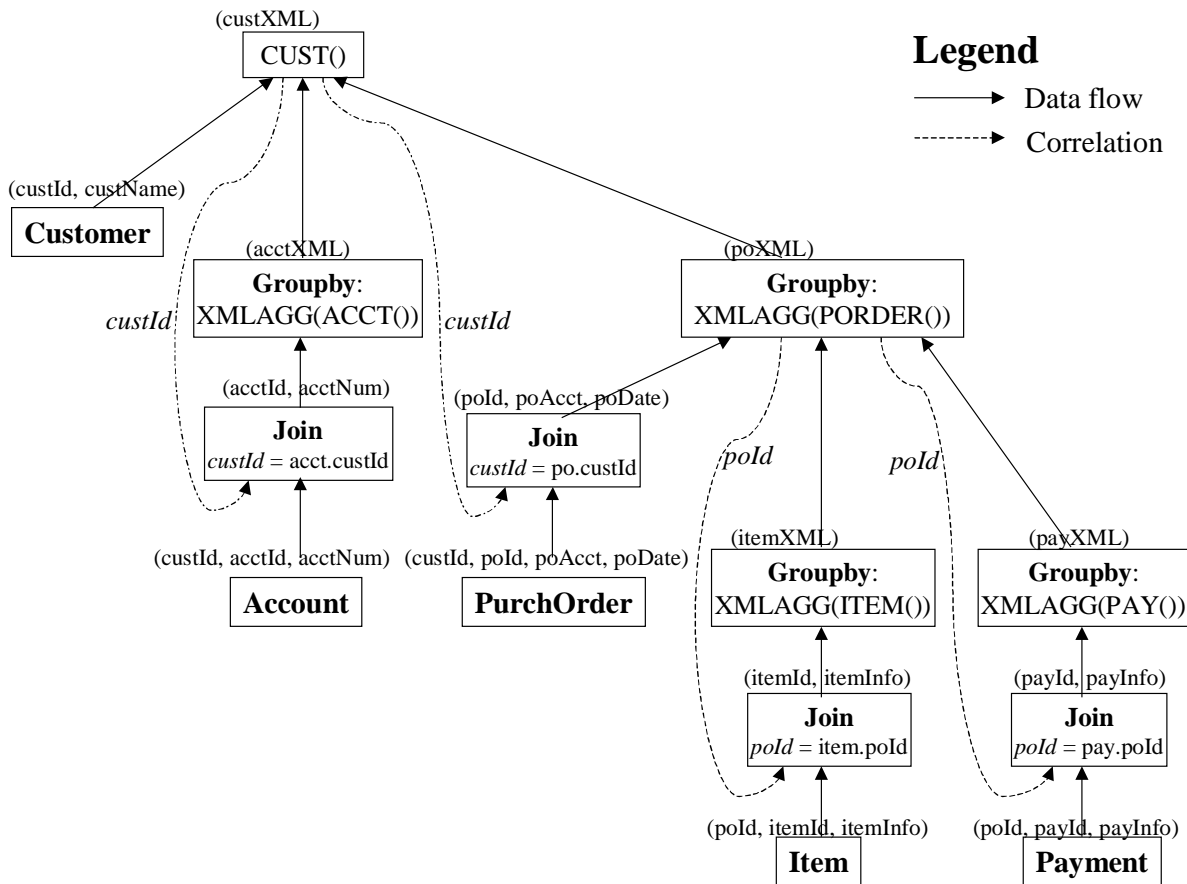 (custXML)
CUST()
Legend
Data flow
Correlation
(custId, custName)
Customer
(acctXML)
Groupby:
XMLAGG(ACCT())
(poXML)
Groupby:
XMLAGG(PORDER())
custId
custId
(acctId, acctNum)
Join
custId = acct.custId
(poId, poAcct, poDate)
Join
custId = po.custId
poId
poId
(custId, acctId, acctNum)
Account
(custId, poId, poAcct, poDate)
PurchOrder
(itemXML)
Groupby:
XMLAGG(ITEM())
(payXML)
Groupby:
XMLAGG(PAY())
(itemId, itemInfo)
Join
poId = item.poId
(payId, payInfo)
Join
poId = pay.poId
(poId, itemId, itemInfo)
Item
(poId, payId, payInfo)
Payment